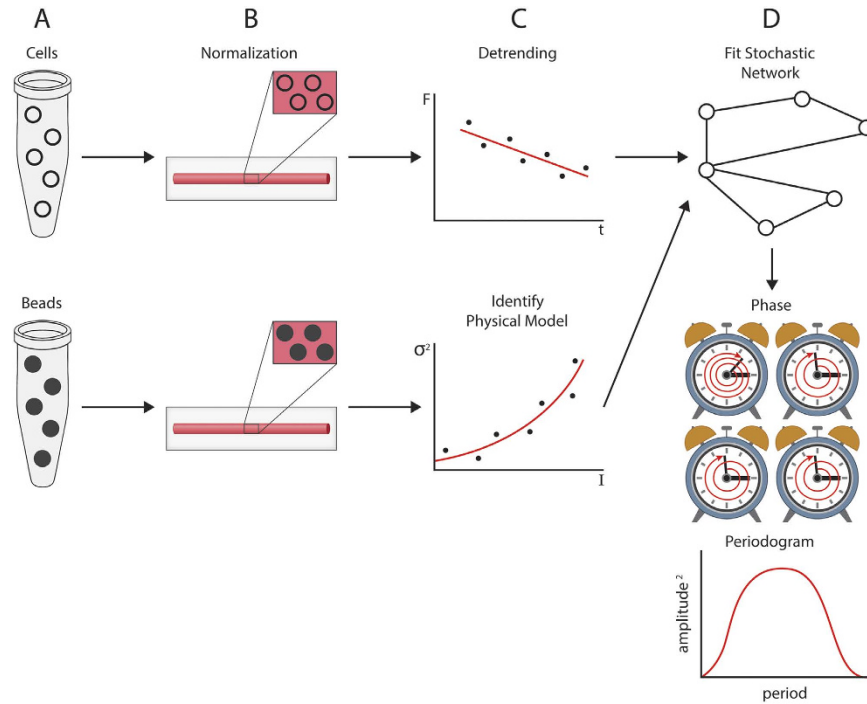 A
B
C
D
Cells
Normalization
Detrending
Fit Stochastic
Network
F
t
Beads
Identify
Physical Model
σ²
I
Phase
Periodogram
amplitude²
period